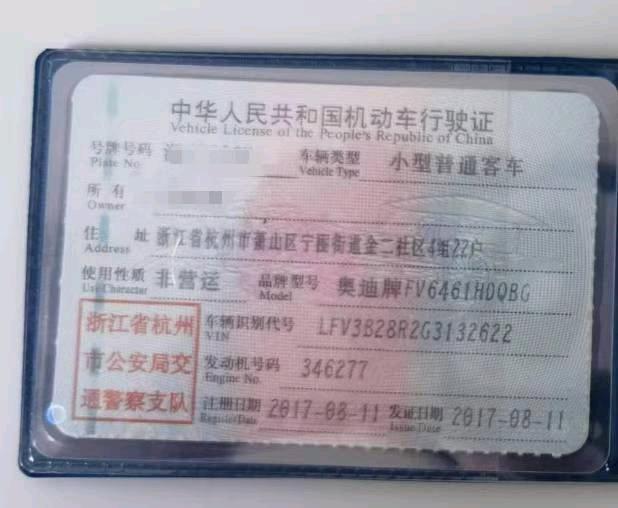 中华人民共和国机动车行驶证
Vehicle License of the People's Republic of China
号牌号码 车辆类型 小型普通客车
Plate No. Vehicle Type
所有
Owner
住 址 浙江省杭州市萧山区宁围街道金二社区4组22户
Address
使用性质 非营运 品牌型号 奥迪牌FV6461HDQBG
Use Character Model
浙江省杭州 车辆识别代号 LFV3B28R2G3132622
VIN
市公安局交 发动机号码 346277
Engine No.
通警察支队 注册日期 2017-08-11 发证日期 2017-08-11
Register Date Issue Date